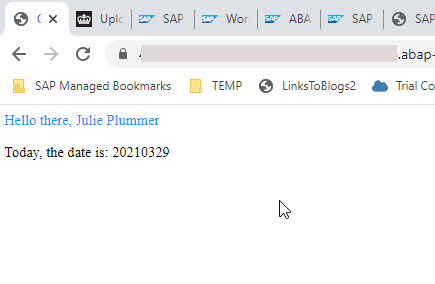 Uplo
SAP
Wor
ABA
SAP
SAP
.abap-
SAP Managed Bookmarks
TEMP
LinksToBlogs2
Trial Co
Hello there, Julie Plummer
Today, the date is: 20210329